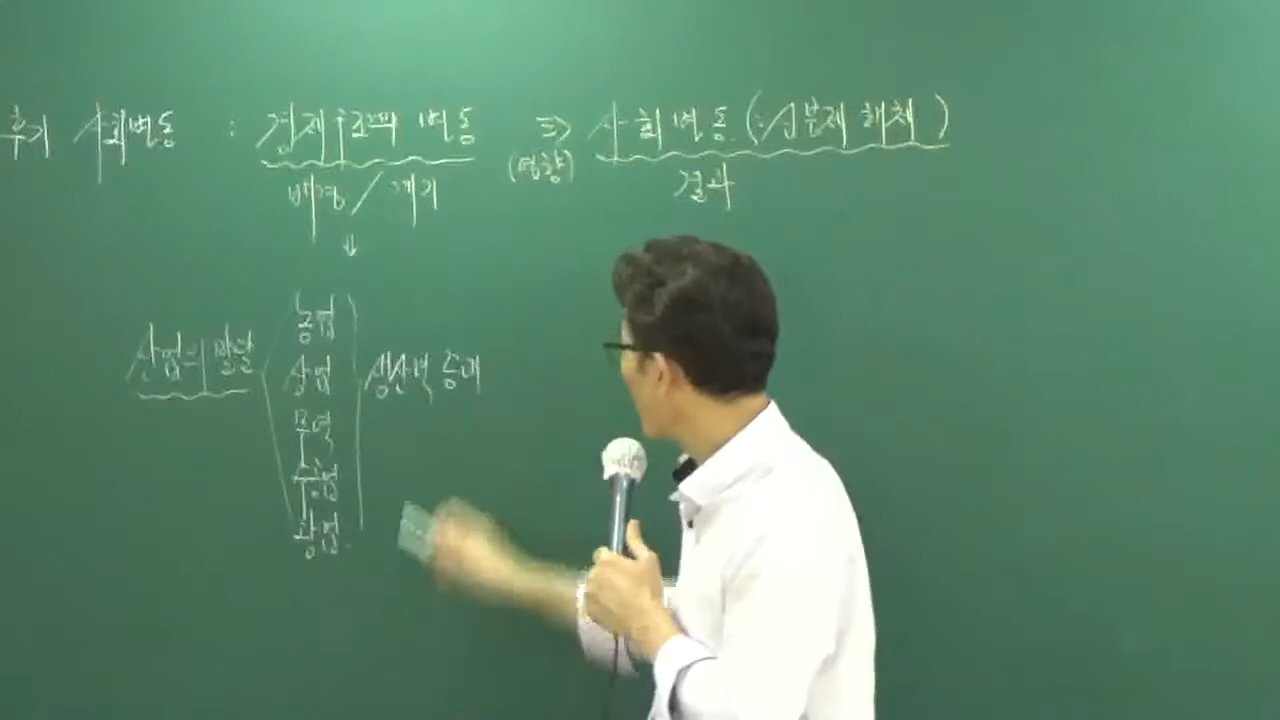 후기 사회변동 : 경제구조 변동 ⇒ 사회변동 (:신분제 해체)
배경 / 계기 (영향) 결과
⇓
산업의 발달
농업
상업
무역
수공업
광업
생산력 증대